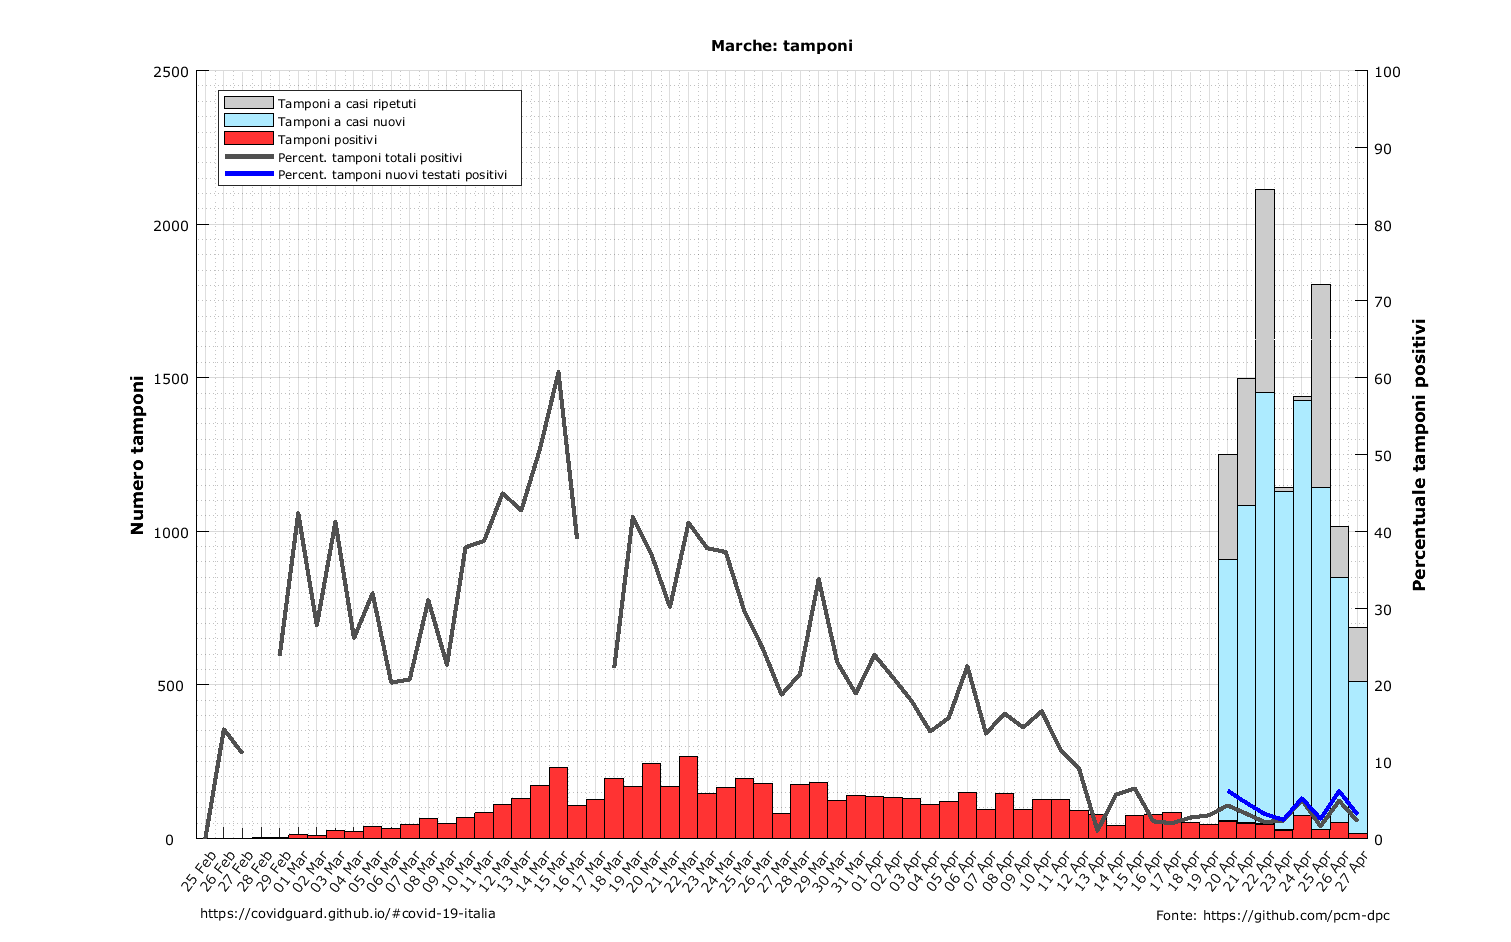 Marche: tamponi
2500
2000
1500
1000
500
0
Numero tamponi
Tamponi a casi ripetuti
Tamponi a casi nuovi
Tamponi positivi
Percent. tamponi totali positivi
Percent. tamponi nuovi testati positivi
100
90
80
70
60
50
40
30
20
10
0
Percentuale tamponi positivi
25 Feb
26 Feb
27 Feb
28 Feb
29 Feb
01 Mar
02 Mar
03 Mar
04 Mar
05 Mar
06 Mar
07 Mar
08 Mar
09 Mar
10 Mar
11 Mar
12 Mar
13 Mar
14 Mar
15 Mar
16 Mar
17 Mar
18 Mar
19 Mar
20 Mar
21 Mar
22 Mar
23 Mar
24 Mar
25 Mar
26 Mar
27 Mar
28 Mar
29 Mar
30 Mar
31 Mar
01 Apr
02 Apr
03 Apr
04 Apr
05 Apr
06 Apr
07 Apr
08 Apr
09 Apr
10 Apr
11 Apr
12 Apr
13 Apr
14 Apr
15 Apr
16 Apr
17 Apr
18 Apr
19 Apr
20 Apr
21 Apr
22 Apr
23 Apr
24 Apr
25 Apr
26 Apr
27 Apr
https://covidguard.github.io/#covid-19-italia
Fonte: https://github.com/pcm-dpc